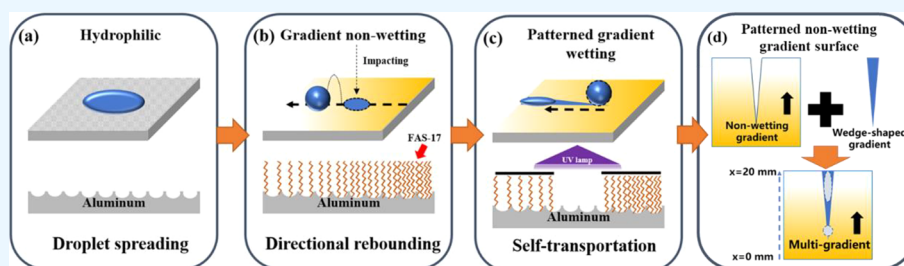 (a)
Hydrophilic
Aluminum
Droplet spreading
(b)
Gradient non-wetting
Impacting
FAS-17
Aluminum
Directional rebounding
(c)
Patterned gradient
wetting
UV lamp
Aluminum
Self-transportation
(d)
Patterned non-wetting
gradient surface
Non-wetting
gradient
Wedge-shaped
gradient
x=20 mm
Multi-gradient
x=0 mm